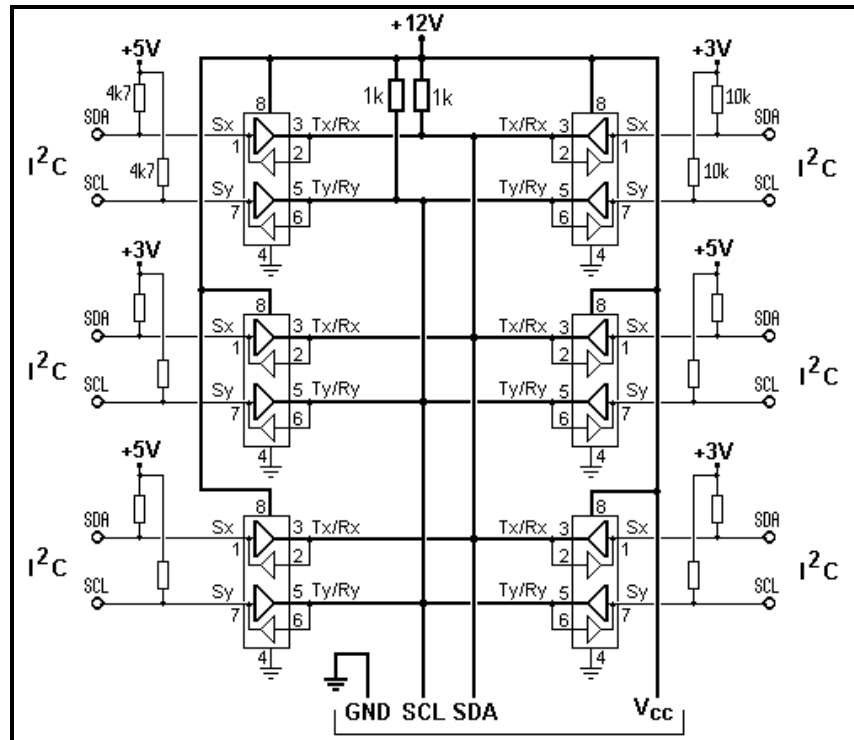 +12V
+5V
+3V
4k7
1k
1k
10k
8
8
SDA
Sx
3
Tx/Rx
Tx/Rx
3
Sx
SDA
1
2
2
1
I²C
4k7
10k
I²C
SCL
Sy
5
Ty/Ry
Ty/Ry
5
Sy
SCL
7
6
6
7
4
4
+3V
+5V
8
8
SDA
Sx
3
Tx/Rx
Tx/Rx
3
Sx
SDA
1
2
2
1
I²C
I²C
SCL
Sy
5
Ty/Ry
Ty/Ry
5
Sy
SCL
7
6
6
7
4
4
+5V
+3V
8
8
SDA
Sx
3
Tx/Rx
Tx/Rx
3
Sx
SDA
1
2
2
1
I²C
I²C
SCL
Sy
5
Ty/Ry
Ty/Ry
5
Sy
SCL
7
6
6
7
4
4
GND SCL SDA
Vcc